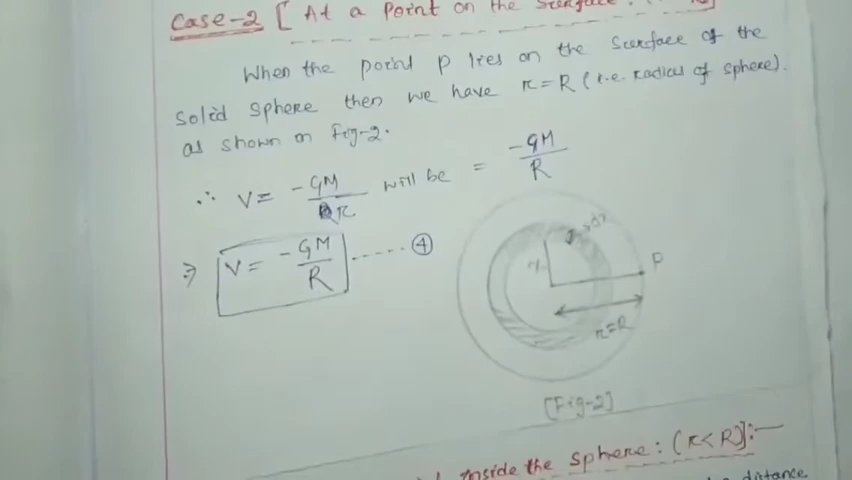 Case-2 [ At a point on the surface:
When the point P lies on the surface of the
solid sphere then we have r=R (i.e. radius of sphere).
as shown on Fig-2.
∴ V= -GM/r will be = -GM/R
⇒ V= -GM/R ...... ④
P
r=R
[Fig-2]
inside the sphere: (r<R]:—
distance